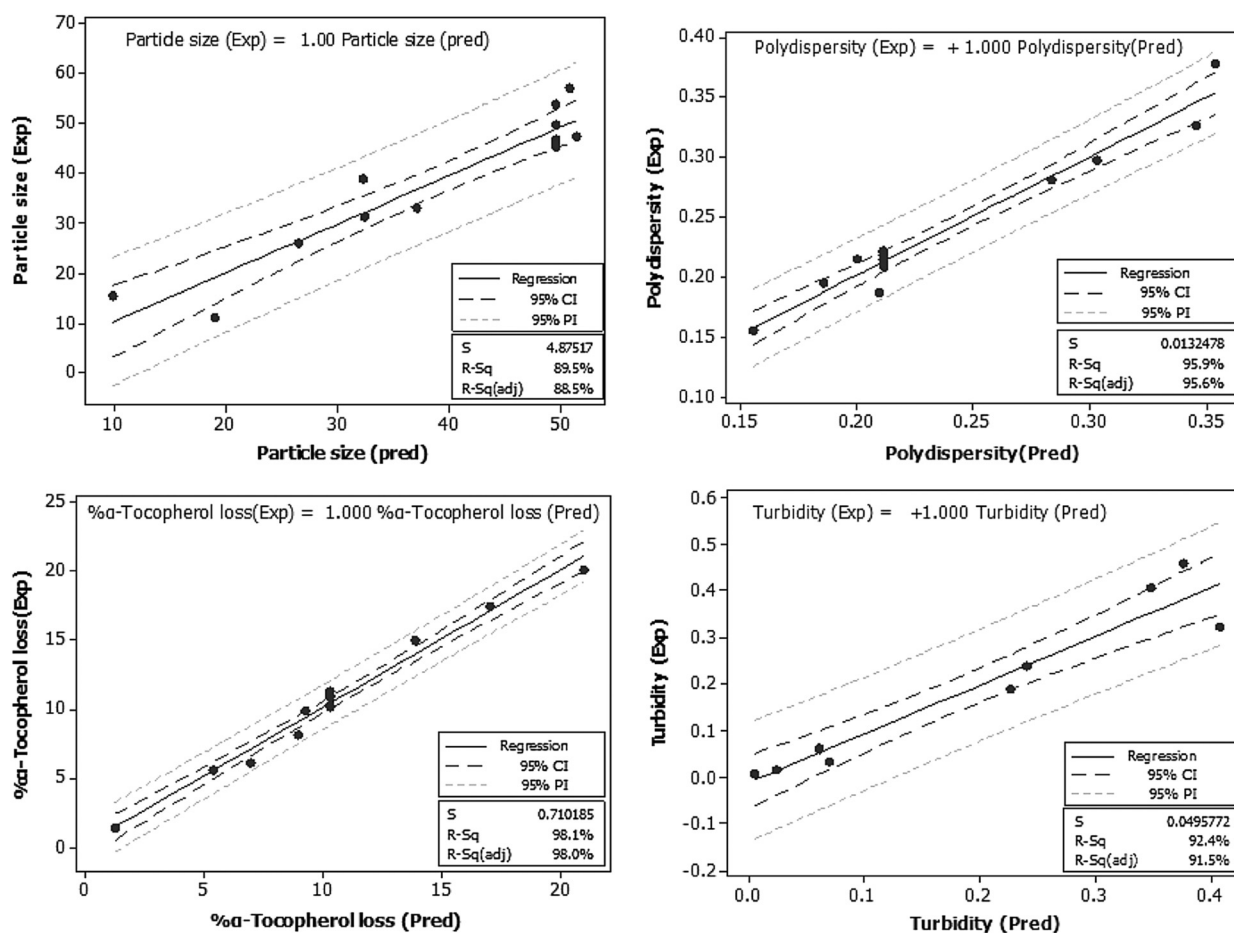 Particle size (Exp) = 1.00 Particle size (pred)
70
60
50
40
30
20
10
0
Particle size (Exp)
Regression
95% CI
95% PI
S 4.87517
R-Sq 89.5%
R-Sq(adj) 88.5%
10 20 30 40 50
Particle size (pred)
Polydispersity (Exp) = + 1.000 Polydispersity(Pred)
0.40
0.35
0.30
0.25
0.20
0.15
0.10
Polydispersity (Exp)
Regression
95% CI
95% PI
S 0.0132478
R-Sq 95.9%
R-Sq(adj) 95.6%
0.15 0.20 0.25 0.30 0.35
Polydispersity(Pred)
%α-Tocopherol loss(Exp) = 1.000 %α-Tocopherol loss (Pred)
25
20
15
10
5
0
%α-Tocopherol loss(Exp)
Regression
95% CI
95% PI
S 0.710185
R-Sq 98.1%
R-Sq(adj) 98.0%
0 5 10 15 20
%α-Tocopherol loss (Pred)
Turbidity (Exp) = +1.000 Turbidity (Pred)
0.6
0.5
0.4
0.3
0.2
0.1
0.0
-0.1
-0.2
Turbidity (Exp)
Regression
95% CI
95% PI
S 0.0495772
R-Sq 92.4%
R-Sq(adj) 91.5%
0.0 0.1 0.2 0.3 0.4
Turbidity (Pred)